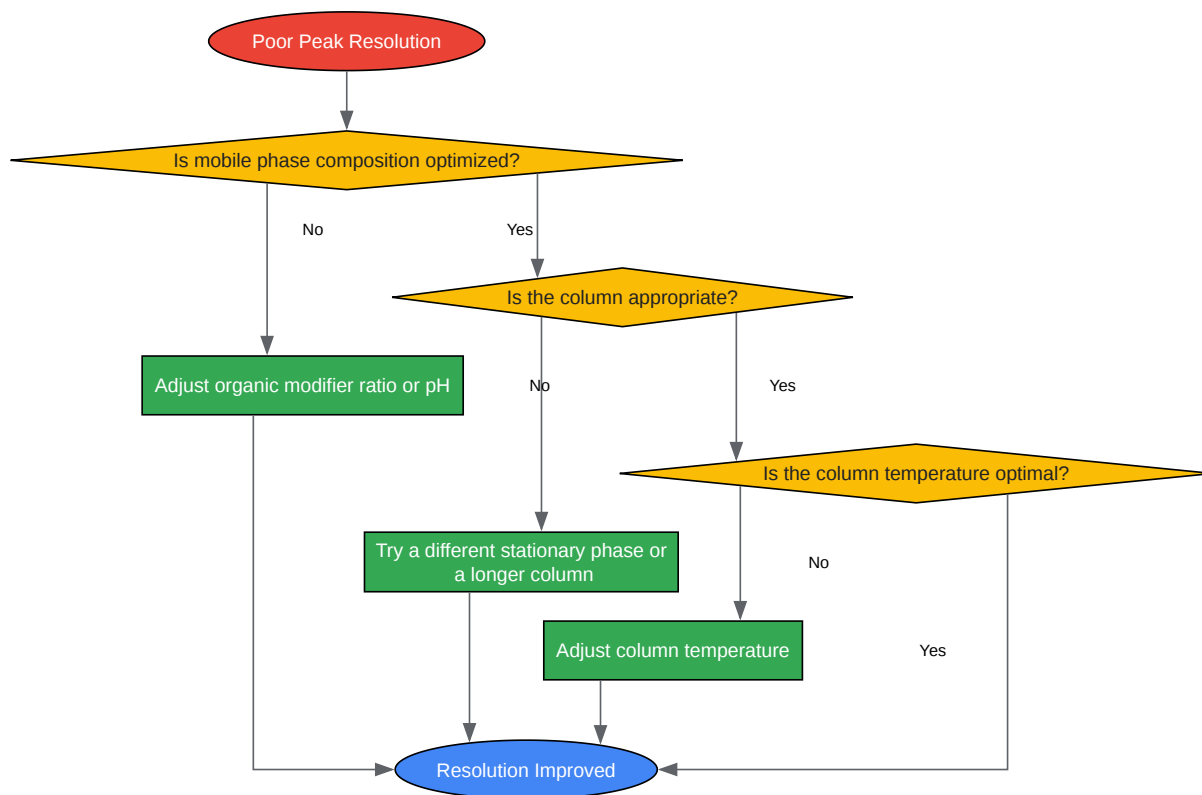 Poor Peak Resolution
Is mobile phase composition optimized?
No
Yes
Is the column appropriate?
Adjust organic modifier ratio or pH
No
Yes
Is the column temperature optimal?
Try a different stationary phase or
a longer column
No
Adjust column temperature
Yes
Resolution Improved